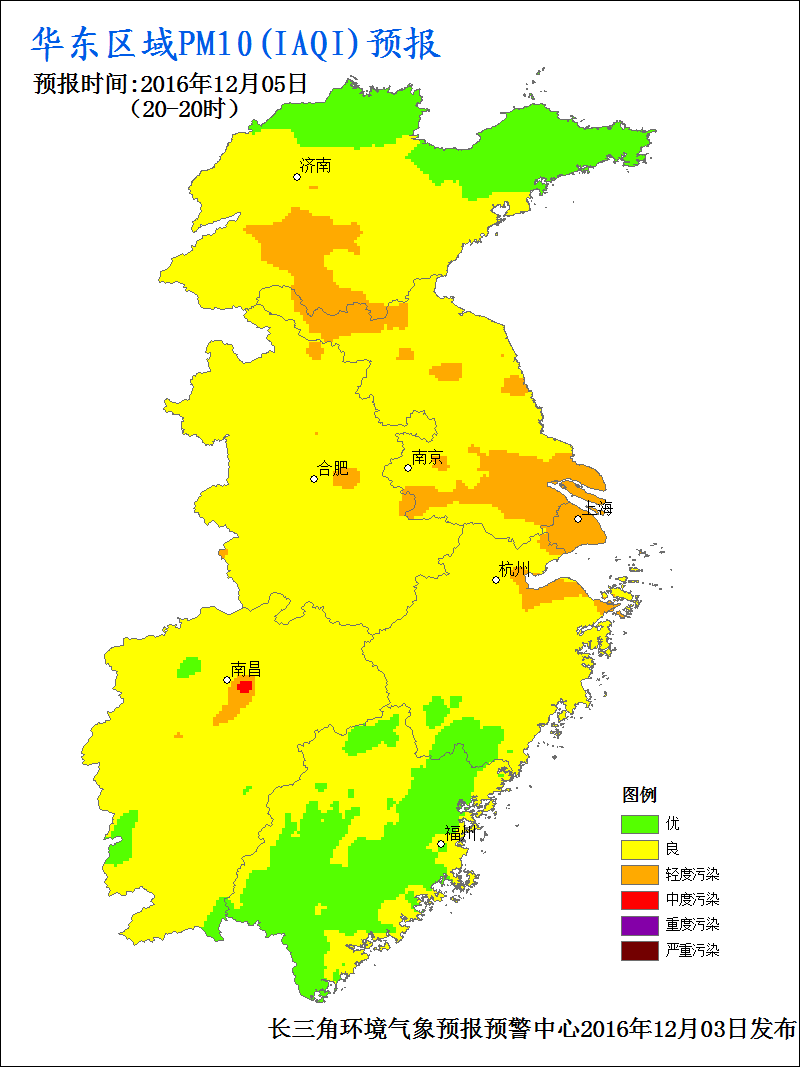 华东区域PM10(IAQI)预报
预报时间:2016年12月05日
(20-20时)
济南
合肥
南京
上海
杭州
南昌
福州
图例
优
良
轻度污染
中度污染
重度污染
严重污染
长三角环境气象预报预警中心2016年12月03日发布